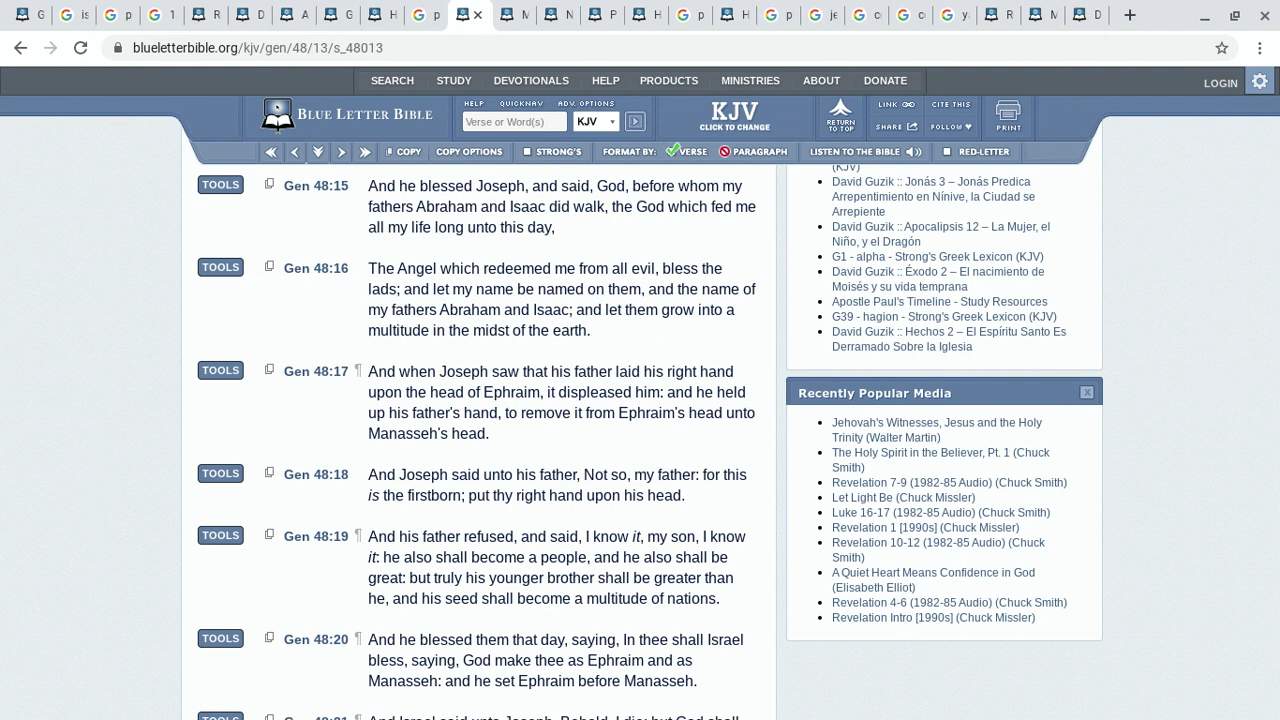 blueletterbible.org/kjv/gen/48/13/s_48013
SEARCH STUDY DEVOTIONALS HELP PRODUCTS MINISTRIES ABOUT DONATE
LOGIN
BLUE LETTER BIBLE
HELP QUICKNAV ADV. OPTIONS
Verse or Word(s) KJV
KJV
CLICK TO CHANGE
RETURN
TO TOP
LINK CITE THIS
SHARE FOLLOW
PRINT
COPY COPY OPTIONS STRONG'S FORMAT BY: VERSE PARAGRAPH LISTEN TO THE BIBLE RED-LETTER
TOOLS Gen 48:15 And he blessed Joseph, and said, God, before whom my
fathers Abraham and Isaac did walk, the God which fed me
all my life long unto this day,
TOOLS Gen 48:16 The Angel which redeemed me from all evil, bless the
lads; and let my name be named on them, and the name of
my fathers Abraham and Isaac; and let them grow into a
multitude in the midst of the earth.
TOOLS Gen 48:17 ¶ And when Joseph saw that his father laid his right hand
upon the head of Ephraim, it displeased him: and he held
up his father's hand, to remove it from Ephraim's head unto
Manasseh's head.
TOOLS Gen 48:18 And Joseph said unto his father, Not so, my father: for this
is the firstborn; put thy right hand upon his head.
TOOLS Gen 48:19 ¶ And his father refused, and said, I know it, my son, I know
it: he also shall become a people, and he also shall be
great: but truly his younger brother shall be greater than
he, and his seed shall become a multitude of nations.
TOOLS Gen 48:20 ¶ And he blessed them that day, saying, In thee shall Israel
bless, saying, God make thee as Ephraim and as
Manasseh: and he set Ephraim before Manasseh.
(KJV)
David Guzik :: Jonás 3 – Jonás Predica
Arrepentimiento en Nínive, la Ciudad se
Arrepiente
David Guzik :: Apocalipsis 12 – La Mujer, el
Niño, y el Dragón
G1 - alpha - Strong's Greek Lexicon (KJV)
David Guzik :: Éxodo 2 – El nacimiento de
Moisés y su vida temprana
Apostle Paul's Timeline - Study Resources
G39 - hagion - Strong's Greek Lexicon (KJV)
David Guzik :: Hechos 2 – El Espíritu Santo Es
Derramado Sobre la Iglesia
Recently Popular Media x
Jehovah's Witnesses, Jesus and the Holy
Trinity (Walter Martin)
The Holy Spirit in the Believer, Pt. 1 (Chuck
Smith)
Revelation 7-9 (1982-85 Audio) (Chuck Smith)
Let Light Be (Chuck Missler)
Luke 16-17 (1982-85 Audio) (Chuck Smith)
Revelation 1 [1990s] (Chuck Missler)
Revelation 10-12 (1982-85 Audio) (Chuck
Smith)
A Quiet Heart Means Confidence in God
(Elisabeth Elliot)
Revelation 4-6 (1982-85 Audio) (Chuck Smith)
Revelation Intro [1990s] (Chuck Missler)